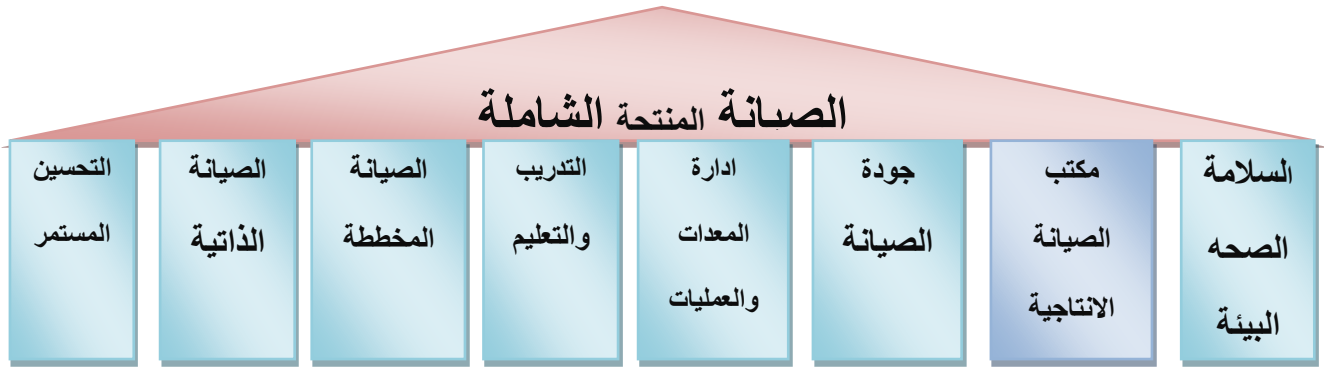 الصيانة المنتجة الشاملة
السلامة
الصحه
البيئة
مكتب
الصيانة
الانتاجية
جودة
الصيانة
ادارة
المعدات
والعمليات
التدريب
والتعليم
الصيانة
المخططة
الصيانة
الذاتية
التحسين
المستمر